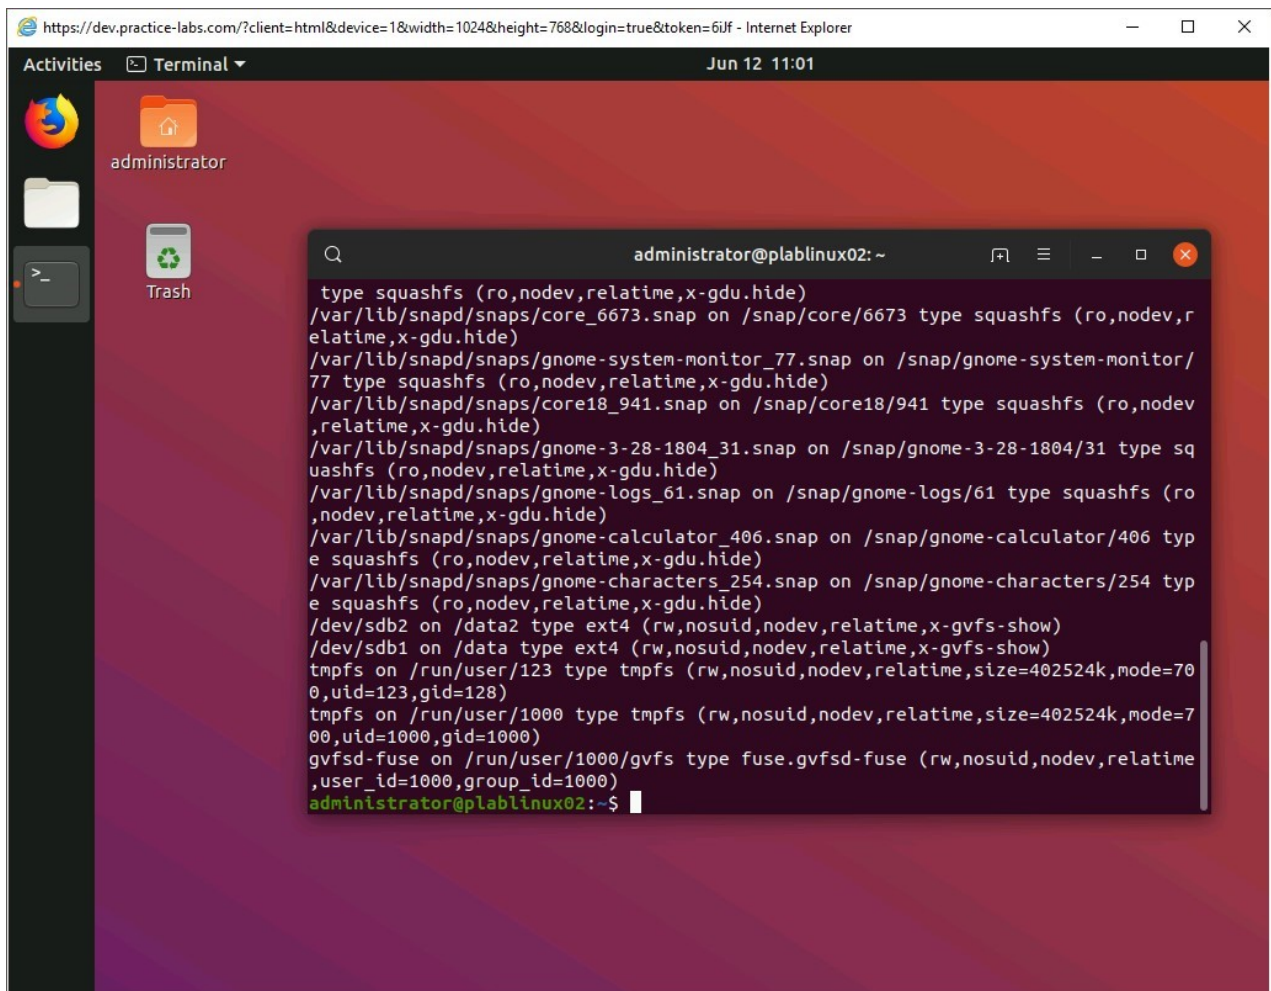 https://dev.practice-labs.com/?client=html&device=1&width=1024&height=768&login=true&token=6iJf - Internet Explorer
Activities Terminal Jun 12 11:01
administrator
Trash
administrator@plablinux02: ~
type squashfs (ro,nodev,relatime,x-gdu.hide)
/var/lib/snapd/snaps/core_6673.snap on /snap/core/6673 type squashfs (ro,nodev,r
elatime,x-gdu.hide)
/var/lib/snapd/snaps/gnome-system-monitor_77.snap on /snap/gnome-system-monitor/
77 type squashfs (ro,nodev,relatime,x-gdu.hide)
/var/lib/snapd/snaps/core18_941.snap on /snap/core18/941 type squashfs (ro,nodev
,relatime,x-gdu.hide)
/var/lib/snapd/snaps/gnome-3-28-1804_31.snap on /snap/gnome-3-28-1804/31 type sq
uashfs (ro,nodev,relatime,x-gdu.hide)
/var/lib/snapd/snaps/gnome-logs_61.snap on /snap/gnome-logs/61 type squashfs (ro
,nodev,relatime,x-gdu.hide)
/var/lib/snapd/snaps/gnome-calculator_406.snap on /snap/gnome-calculator/406 typ
e squashfs (ro,nodev,relatime,x-gdu.hide)
/var/lib/snapd/snaps/gnome-characters_254.snap on /snap/gnome-characters/254 typ
e squashfs (ro,nodev,relatime,x-gdu.hide)
/dev/sdb2 on /data2 type ext4 (rw,nosuid,nodev,relatime,x-gvfs-show)
/dev/sdb1 on /data type ext4 (rw,nosuid,nodev,relatime,x-gvfs-show)
tmpfs on /run/user/123 type tmpfs (rw,nosuid,nodev,relatime,size=402524k,mode=70
0,uid=123,gid=128)
tmpfs on /run/user/1000 type tmpfs (rw,nosuid,nodev,relatime,size=402524k,mode=7
00,uid=1000,gid=1000)
gvfsd-fuse on /run/user/1000/gvfs type fuse.gvfsd-fuse (rw,nosuid,nodev,relatime
,user_id=1000,group_id=1000)
administrator@plablinux02:~$